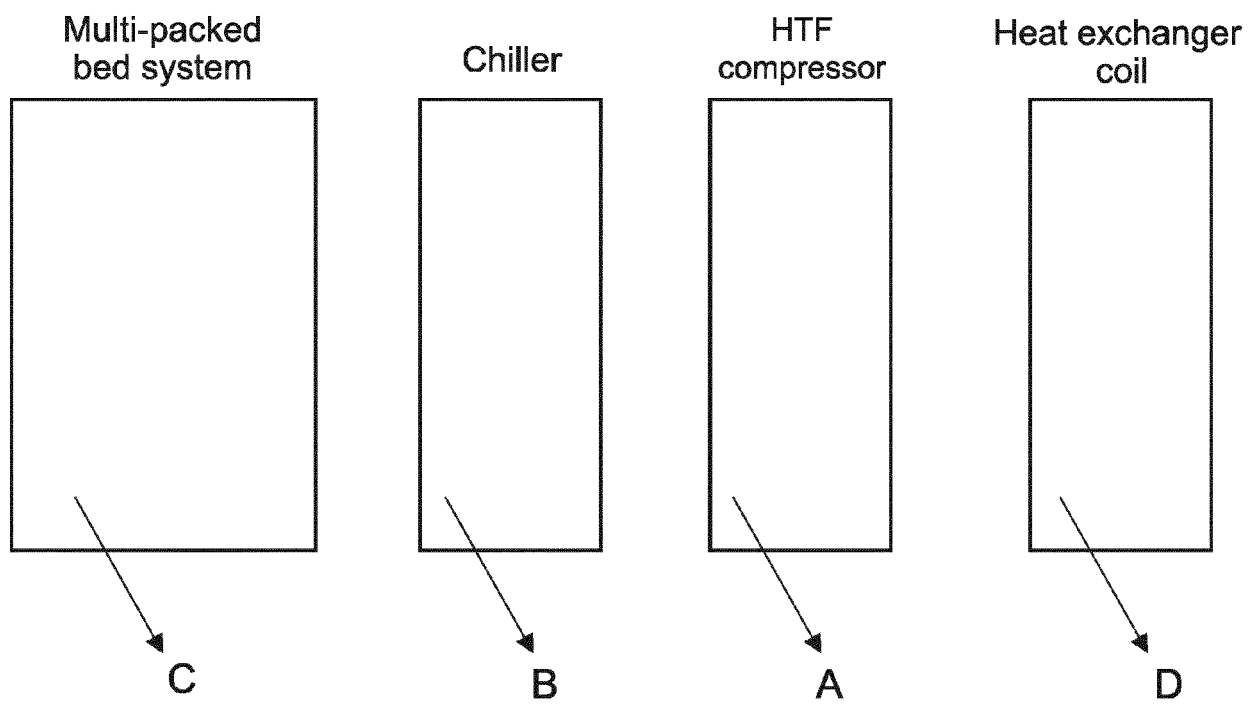 Multi-packed
bed system
Chiller
HTF
compressor
Heat exchanger
coil
C
B
A
D